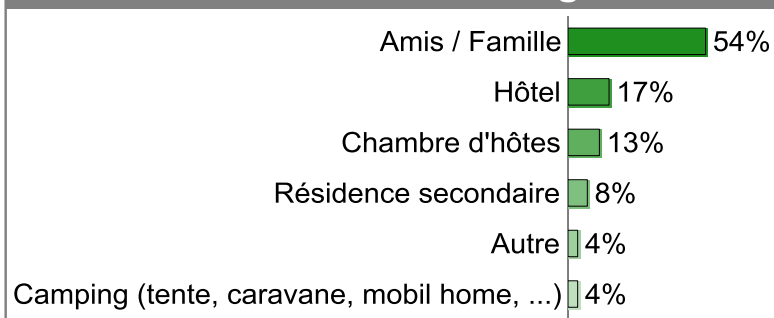 Amis / Famille 54%
Hôtel 17%
Chambre d'hôtes 13%
Résidence secondaire 8%
Autre 4%
Camping (tente, caravane, mobil home, ...) 4%